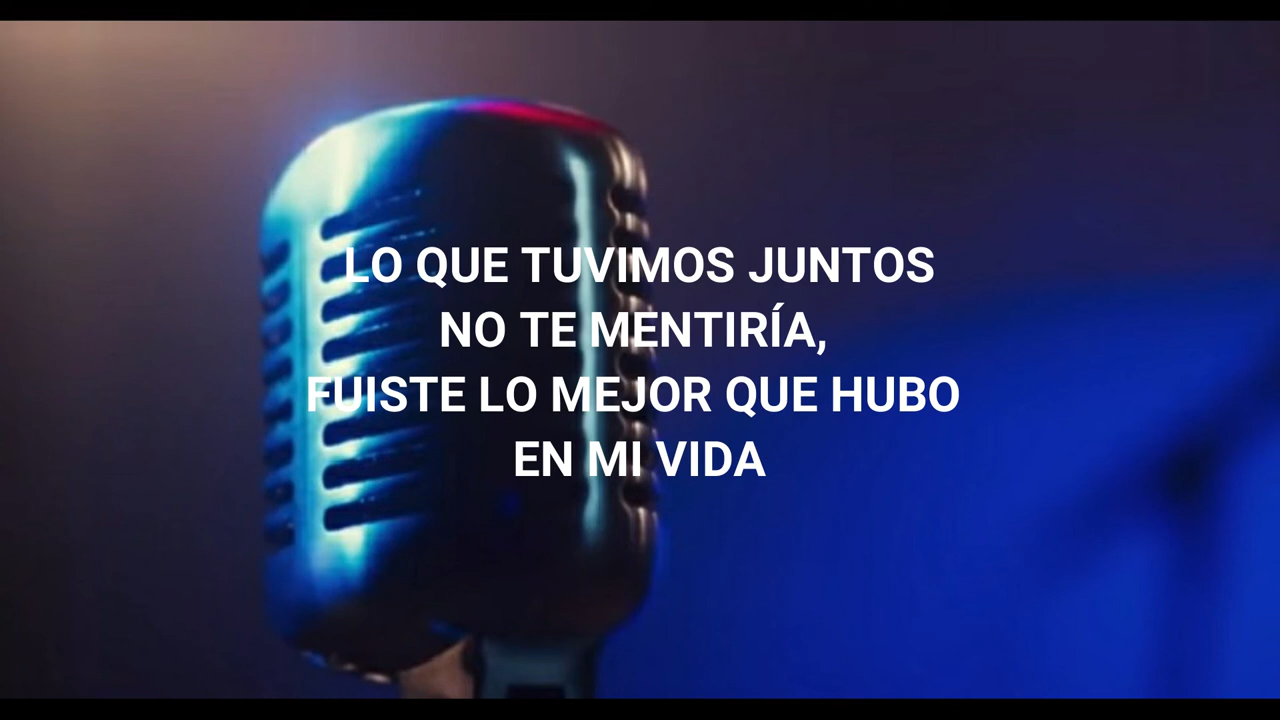 LO QUE TUVIMOS JUNTOS
NO TE MENTIRÍA,
FUISTE LO MEJOR QUE HUBO
EN MI VIDA